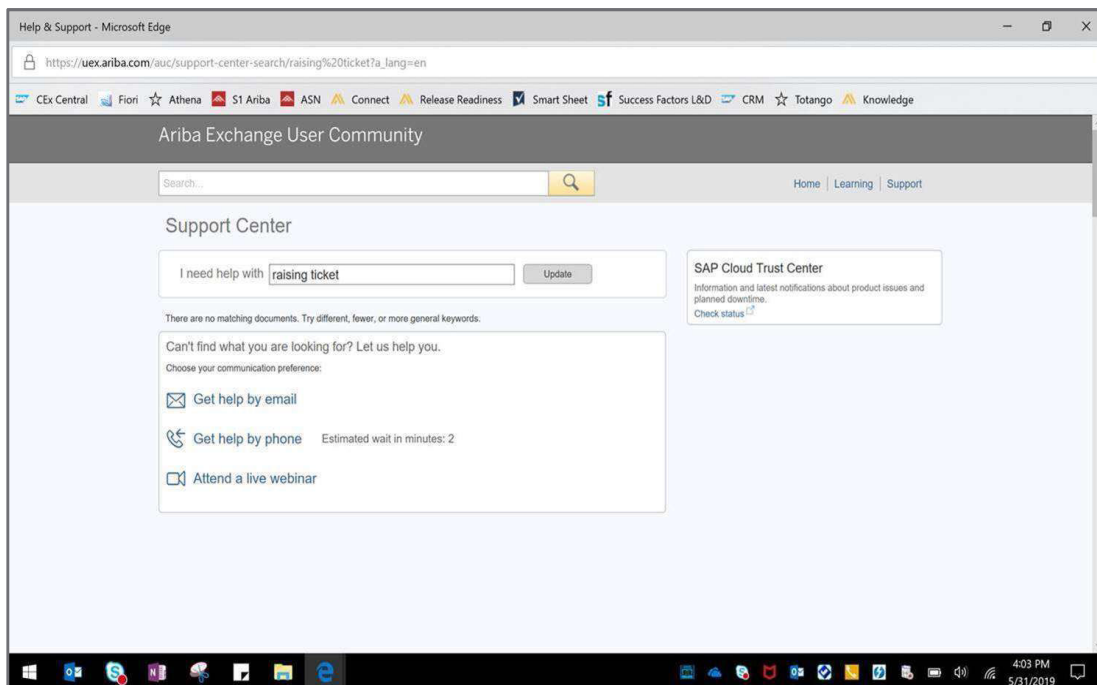 Help & Support - Microsoft Edge
https://uex.ariba.com/auc/support-center-search/raising%20ticket?a_lang=en
CEx Central Fiori Athena S1 Ariba ASN Connect Release Readiness Smart Sheet Success Factors L&D CRM Totango Knowledge
Ariba Exchange User Community
Search...
Home | Learning | Support
Support Center
I need help with raising ticket Update
SAP Cloud Trust Center
Information and latest notifications about product issues and
planned downtime.
Check status
There are no matching documents. Try different, fewer, or more general keywords.
Can't find what you are looking for? Let us help you.
Choose your communication preference:
Get help by email
Get help by phone Estimated wait in minutes: 2
Attend a live webinar
4:03 PM
5/31/2019